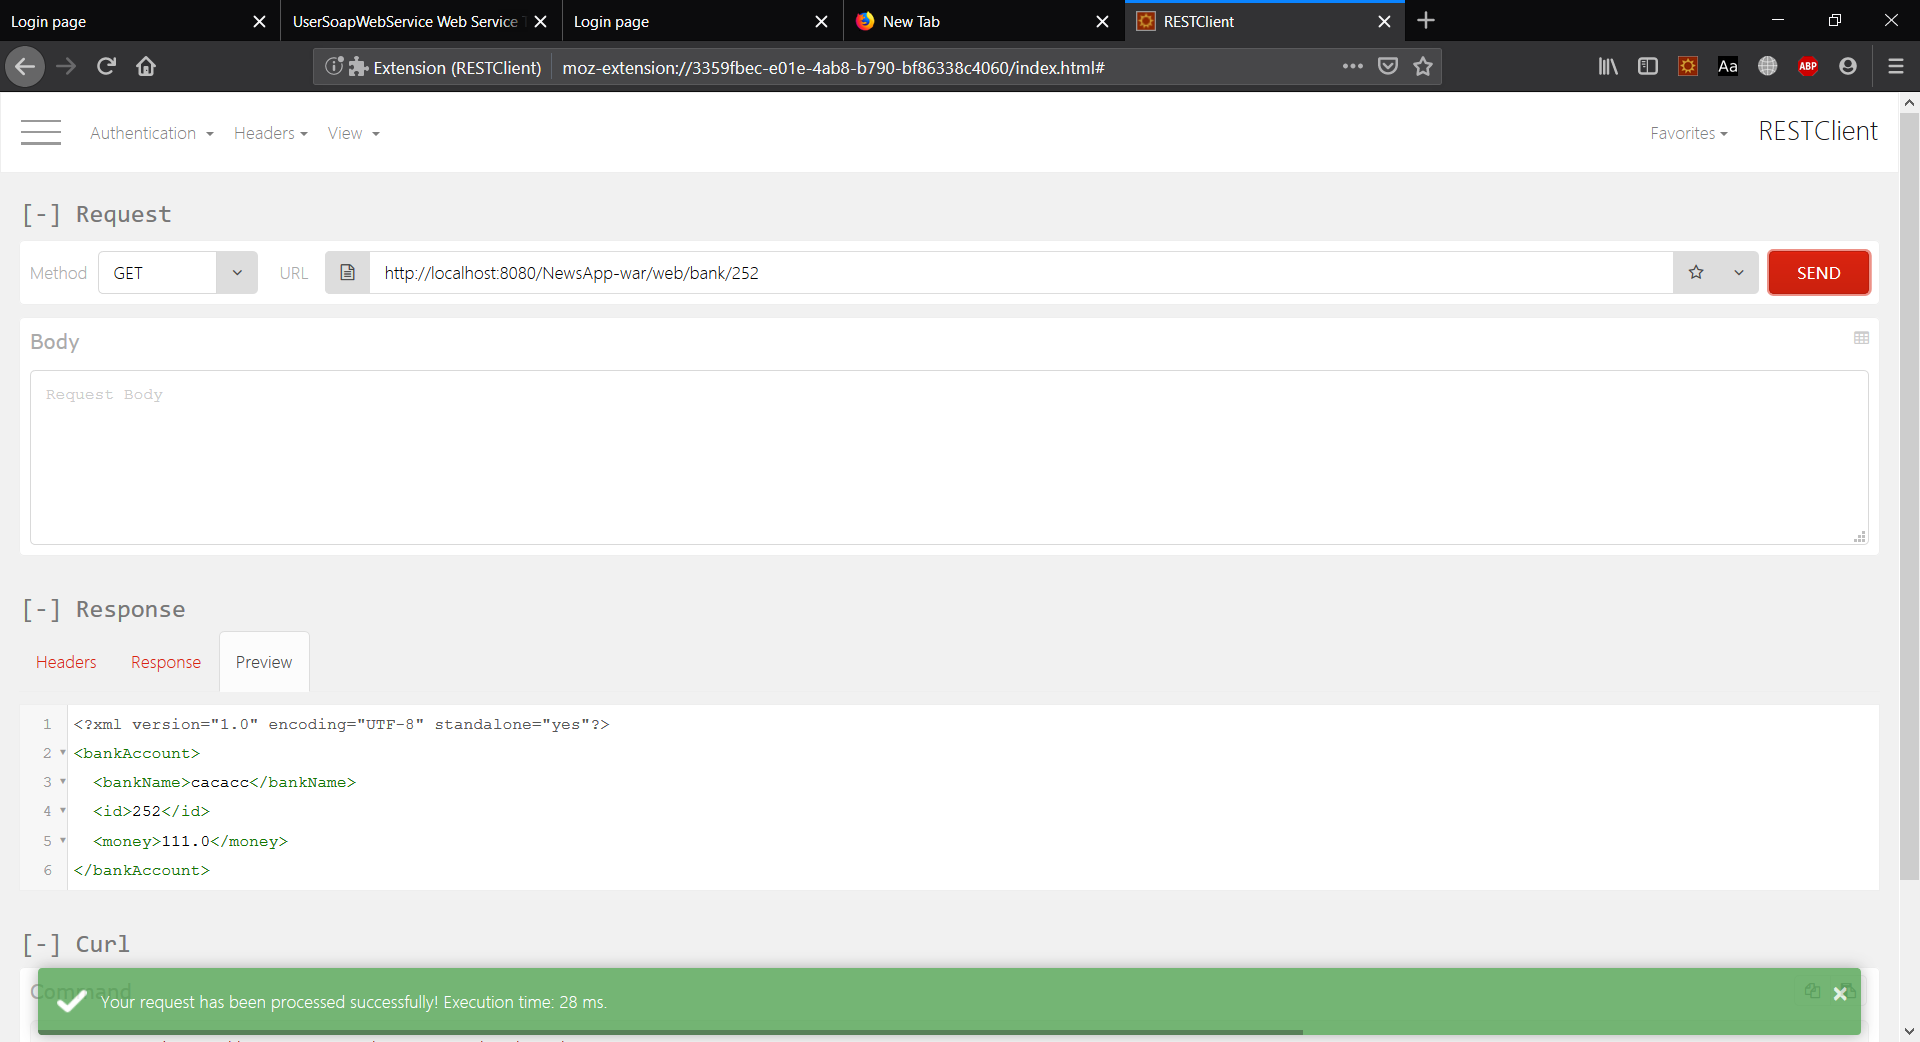 Login page
UserSoapWebService Web Service
Login page
New Tab
RESTClient
Extension (RESTClient)
moz-extension://3359fbec-e01e-4ab8-b790-bf86338c4060/index.html#
Aa
ABP
Authentication
Headers
View
Favorites
RESTClient
[-] Request
Method
GET
URL
http://localhost:8080/NewsApp-war/web/bank/252
SEND
Body
Request Body
[-] Response
Headers
Response
Preview
1 <?xml version="1.0" encoding="UTF-8" standalone="yes"?>
2 <bankAccount>
3 <bankName>cacacc</bankName>
4 <id>252</id>
5 <money>111.0</money>
6 </bankAccount>
[-] Curl
Command
Your request has been processed successfully! Execution time: 28 ms.